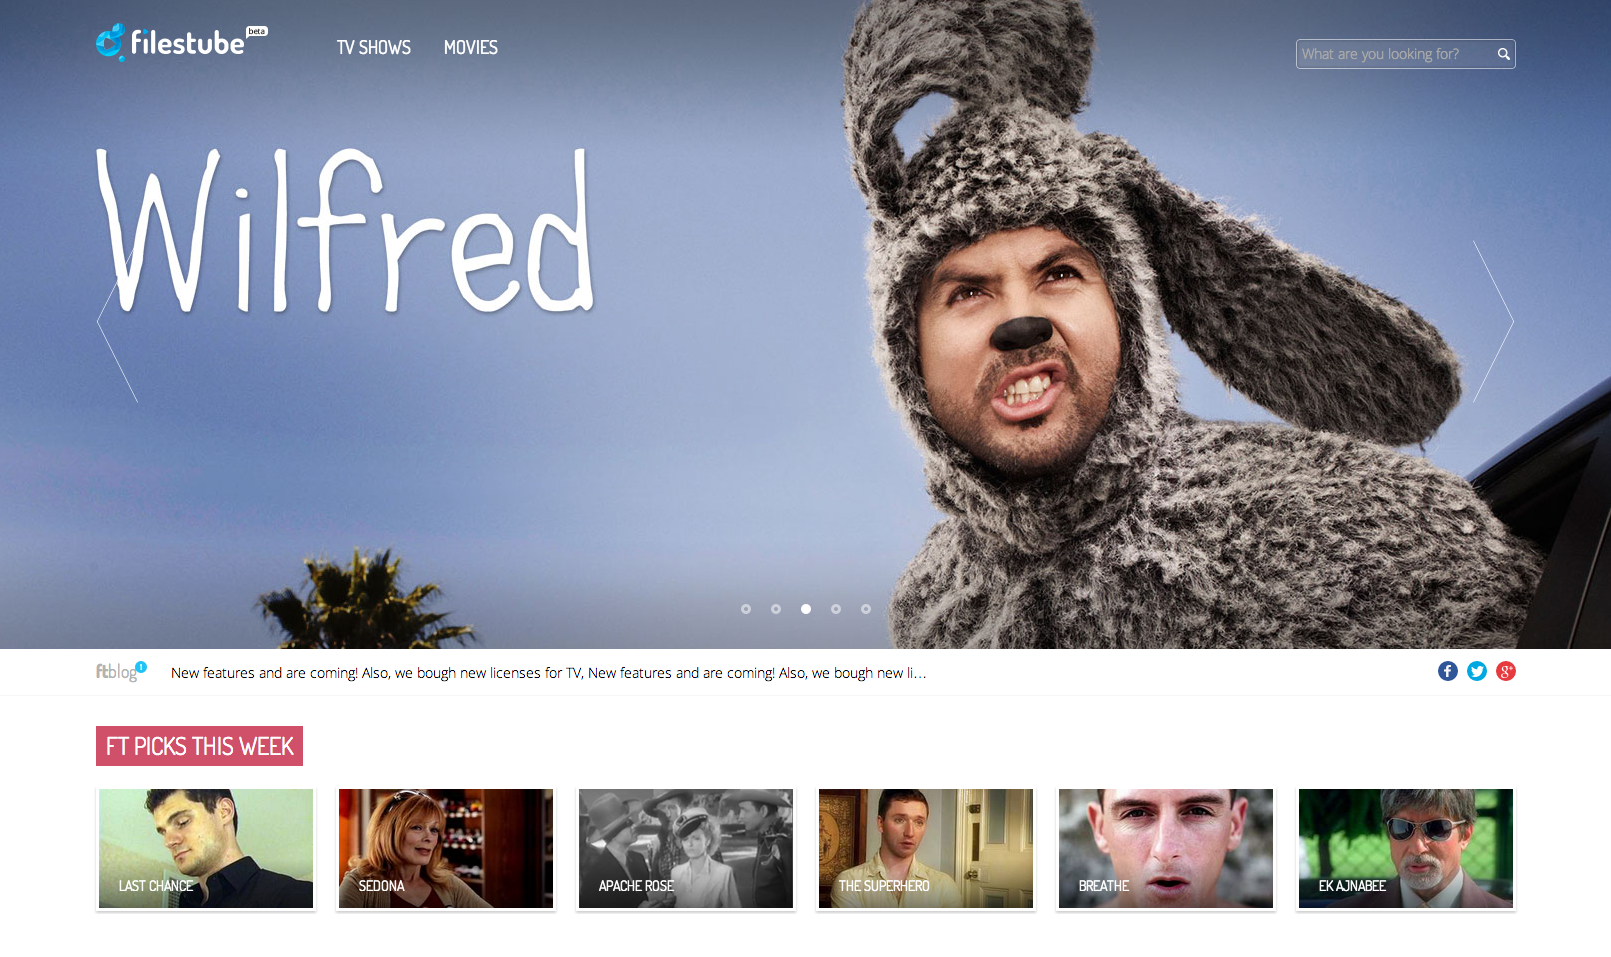 filestube beta
TV SHOWS
MOVIES
What are you looking for?
Wilfred
ftblog 1
New features and are coming! Also, we bough new licenses for TV, New features and are coming! Also, we bough new li...
FT PICKS THIS WEEK
LAST CHANCE
SEDONA
APACHE ROSE
THE SUPERHERO
BREATHE
EK AJNABEE